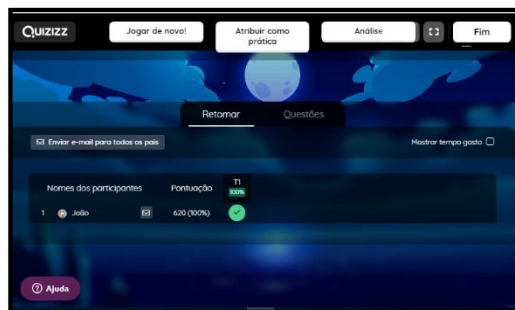 QUIZIZZ
Jogar de novo!
Atribuir como
prática
Análise
Fim
Retomar
Questões
Enviar e-mail para todos os pais
Mostrar tempo gasto
Nomes dos participantes
Pontuação
T1
100%
1 João
620 (100%)
Ajuda